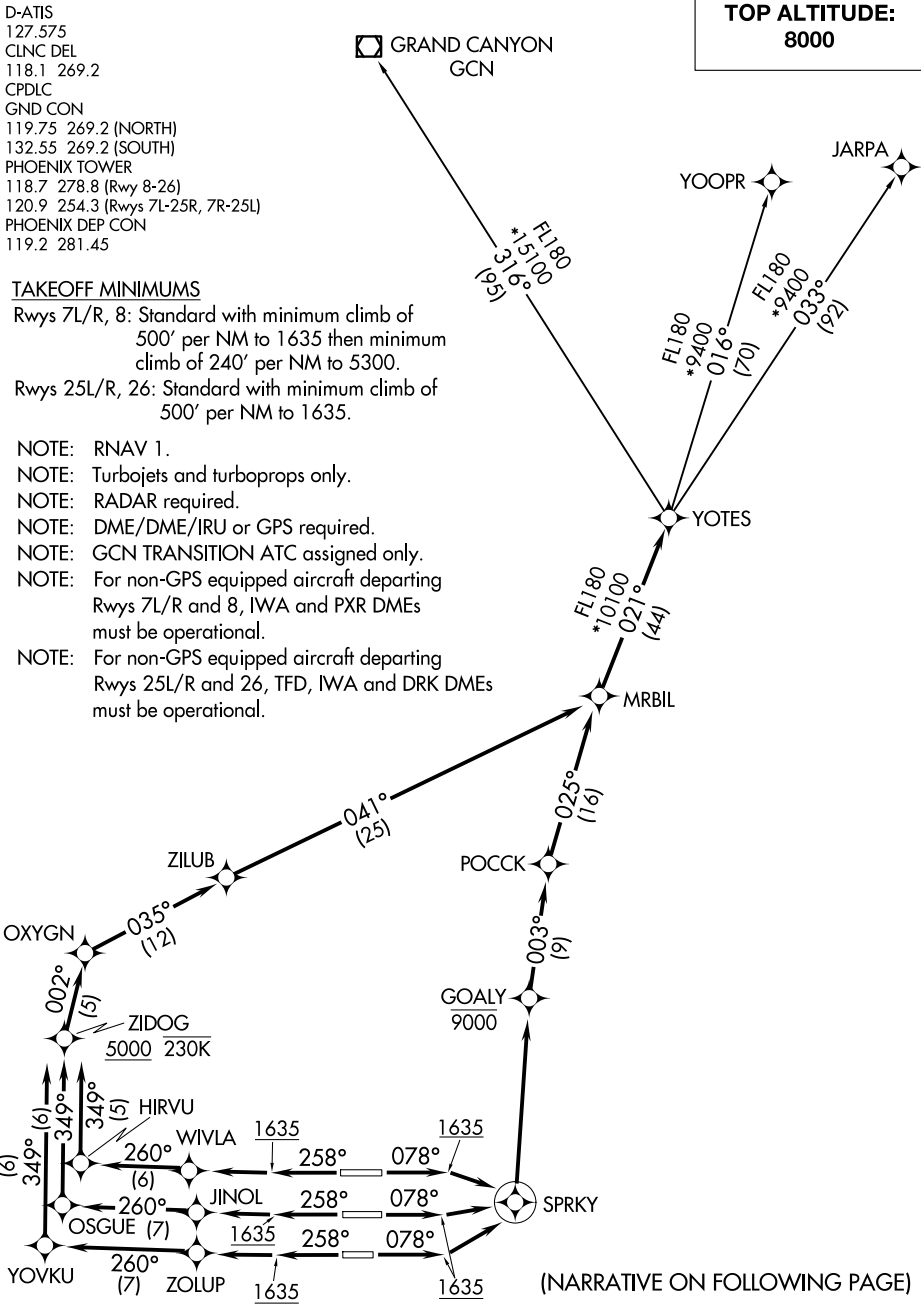 D-ATIS
127.575
CLNC DEL
118.1 269.2
CPDLC
GND CON
119.75 269.2 (NORTH)
132.55 269.2 (SOUTH)
PHOENIX TOWER
118.7 278.8 (Rwy 8-26)
120.9 254.3 (Rwys 7L-25R, 7R-25L)
PHOENIX DEP CON
119.2 281.45
TOP ALTITUDE:
8000
GRAND CANYON
GCN
YOOPR
JARPA
FL180
*15100
316°
(95)
FL180
*9400
016°
(70)
FL180
*9400
033°
(92)
TAKEOFF MINIMUMS
Rwys 7L/R, 8: Standard with minimum climb of
500' per NM to 1635 then minimum
climb of 240' per NM to 5300.
Rwys 25L/R, 26: Standard with minimum climb of
500' per NM to 1635.
NOTE: RNAV 1.
NOTE: Turbojets and turboprops only.
NOTE: RADAR required.
NOTE: DME/DME/IRU or GPS required.
NOTE: GCN TRANSITION ATC assigned only.
NOTE: For non-GPS equipped aircraft departing
Rwys 7L/R and 8, IWA and PXR DMEs
must be operational.
NOTE: For non-GPS equipped aircraft departing
Rwys 25L/R and 26, TFD, IWA and DRK DMEs
must be operational.
YOTES
FL180
*10100
021°
(44)
MRBIL
041°
(25)
025°
(16)
ZILUB
POCCK
035°
(12)
OXYGN
003°
(9)
002°
(5)
GOALY
9000
ZIDOG
5000 230K
349°
(6)
349°
(6)
349°
(5)
HIRVU
WIVLA
260°
(6)
1635
258°
078°
1635
JINOL
260°
(7)
OSGUE
1635
258°
078°
SPRKY
YOVKU
260°
(7)
ZOLUP
1635
258°
078°
1635
(NARRATIVE ON FOLLOWING PAGE)